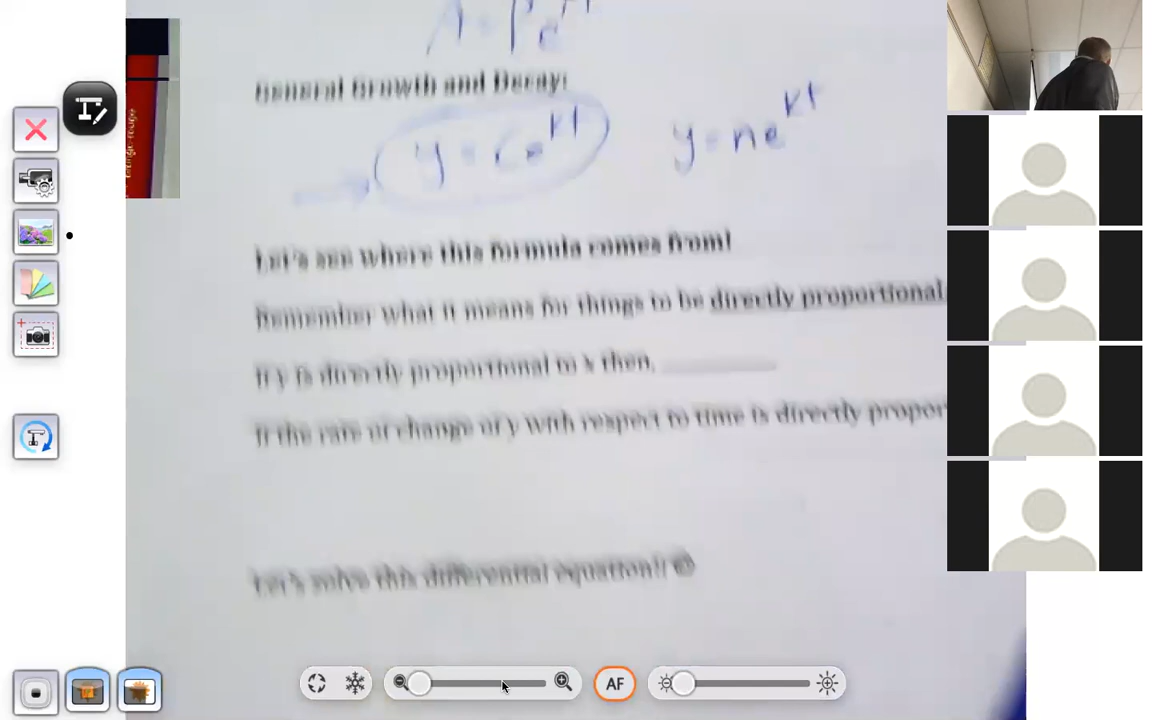 A = Pe
General Growth and Decay:
y = Ce^kt y = ne^kt
Let's see where this formula comes from!
Remember what it means for things to be directly proportional
If y is directly proportional to x then,
If the rate of change of y with respect to time is directly propor
Let's solve this differential equation!!
AF